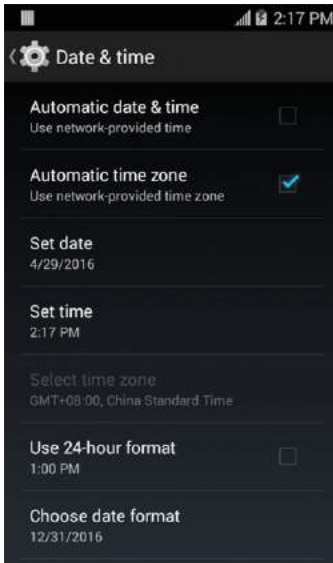 2:17 PM
Date & time
Automatic date & time
Use network-provided time
Automatic time zone
Use network-provided time zone
Set date
4/29/2016
Set time
2:17 PM
Select time zone
GMT+08:00, China Standard Time
Use 24-hour format
1:00 PM
Choose date format
12/31/2016